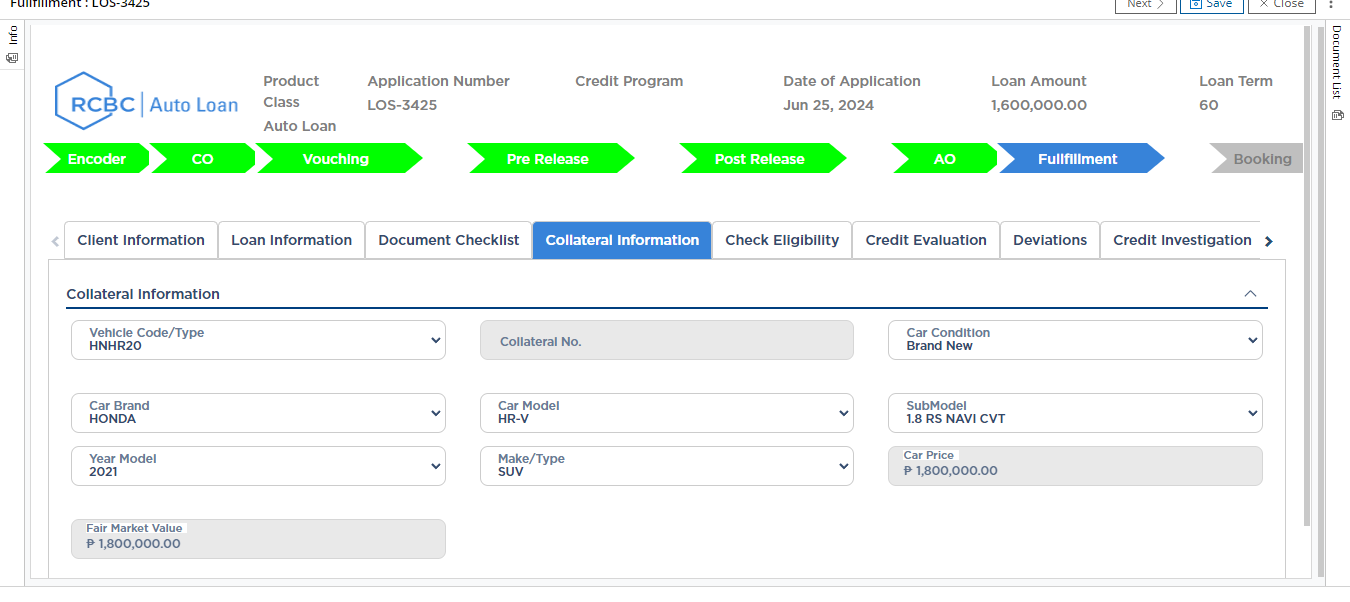 Fullfillment : LOS-3425
Next
Save
Close
Info
Document List
RCBC Auto Loan
Product Class
Auto Loan
Application Number
LOS-3425
Credit Program
Date of Application
Jun 25, 2024
Loan Amount
1,600,000.00
Loan Term
60
Encoder
CO
Vouching
Pre Release
Post Release
AO
Fullfillment
Booking
Client Information
Loan Information
Document Checklist
Collateral Information
Check Eligibility
Credit Evaluation
Deviations
Credit Investigation
Collateral Information
Vehicle Code/Type
HNHR20
Collateral No.
Car Condition
Brand New
Car Brand
HONDA
Car Model
HR-V
SubModel
1.8 RS NAVI CVT
Year Model
2021
Make/Type
SUV
Car Price
₱ 1,800,000.00
Fair Market Value
₱ 1,800,000.00